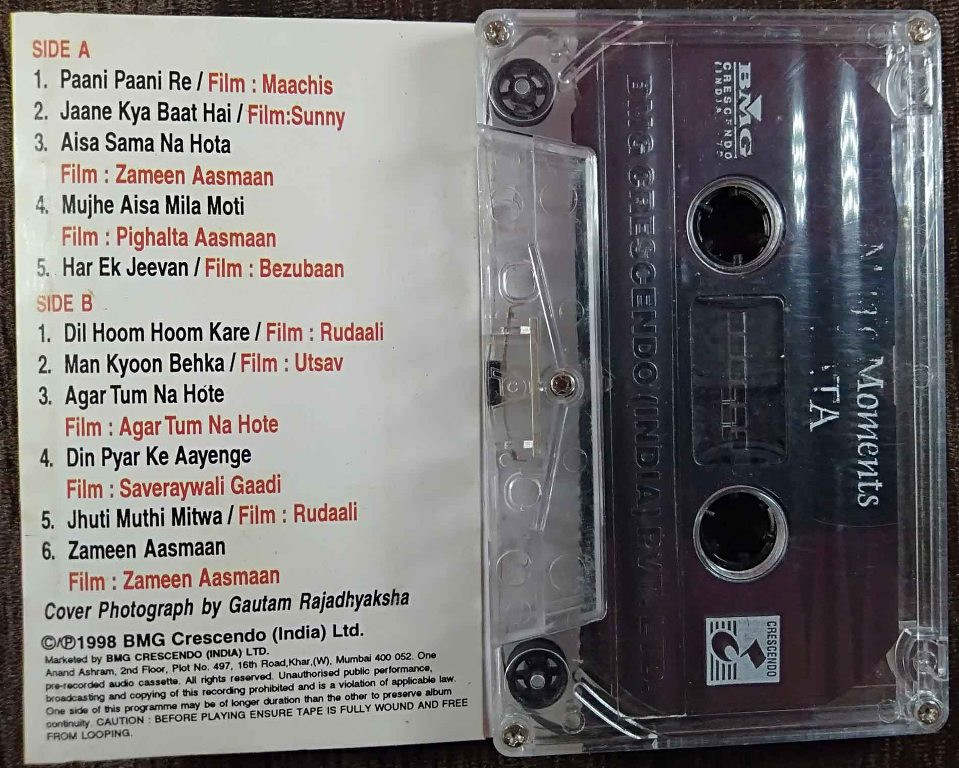 SIDE A
1. Paani Paani Re / Film : Maachis
2. Jaane Kya Baat Hai / Film:Sunny
3. Aisa Sama Na Hota
Film : Zameen Aasmaan
4. Mujhe Aisa Mila Moti
Film : Pighalta Aasmaan
5. Har Ek Jeevan / Film : Bezubaan
SIDE B
1. Dil Hoom Hoom Kare / Film : Rudaali
2. Man Kyoon Behka / Film : Utsav
3. Agar Tum Na Hote
Film : Agar Tum Na Hote
4. Din Pyar Ke Aayenge
Film : Saveraywali Gaadi
5. Jhuti Muthi Mitwa / Film : Rudaali
6. Zameen Aasmaan
Film : Zameen Aasmaan
Cover Photograph by Gautam Rajadhyaksha
©/℗1998 BMG Crescendo (India) Ltd.
Marketed by BMG CRESCENDO (INDIA) LTD.
Anand Ashram, 2nd Floor, Plot No. 497, 16th Road,Khar,(W), Mumbai 400 052. One
pre-recorded audio cassette. All rights reserved. Unauthorised public performance,
broadcasting and copying of this recording prohibited and is a violation of applicable law.
One side of this programme may be of longer duration than the other to preserve album
continuity. CAUTION : BEFORE PLAYING ENSURE TAPE IS FULLY WOUND AND FREE
FROM LOOPING.
BMG
CRESCENDO
(INDIA)
BMG CRESCENDO (INDIA)
Moments
CRESCENDO